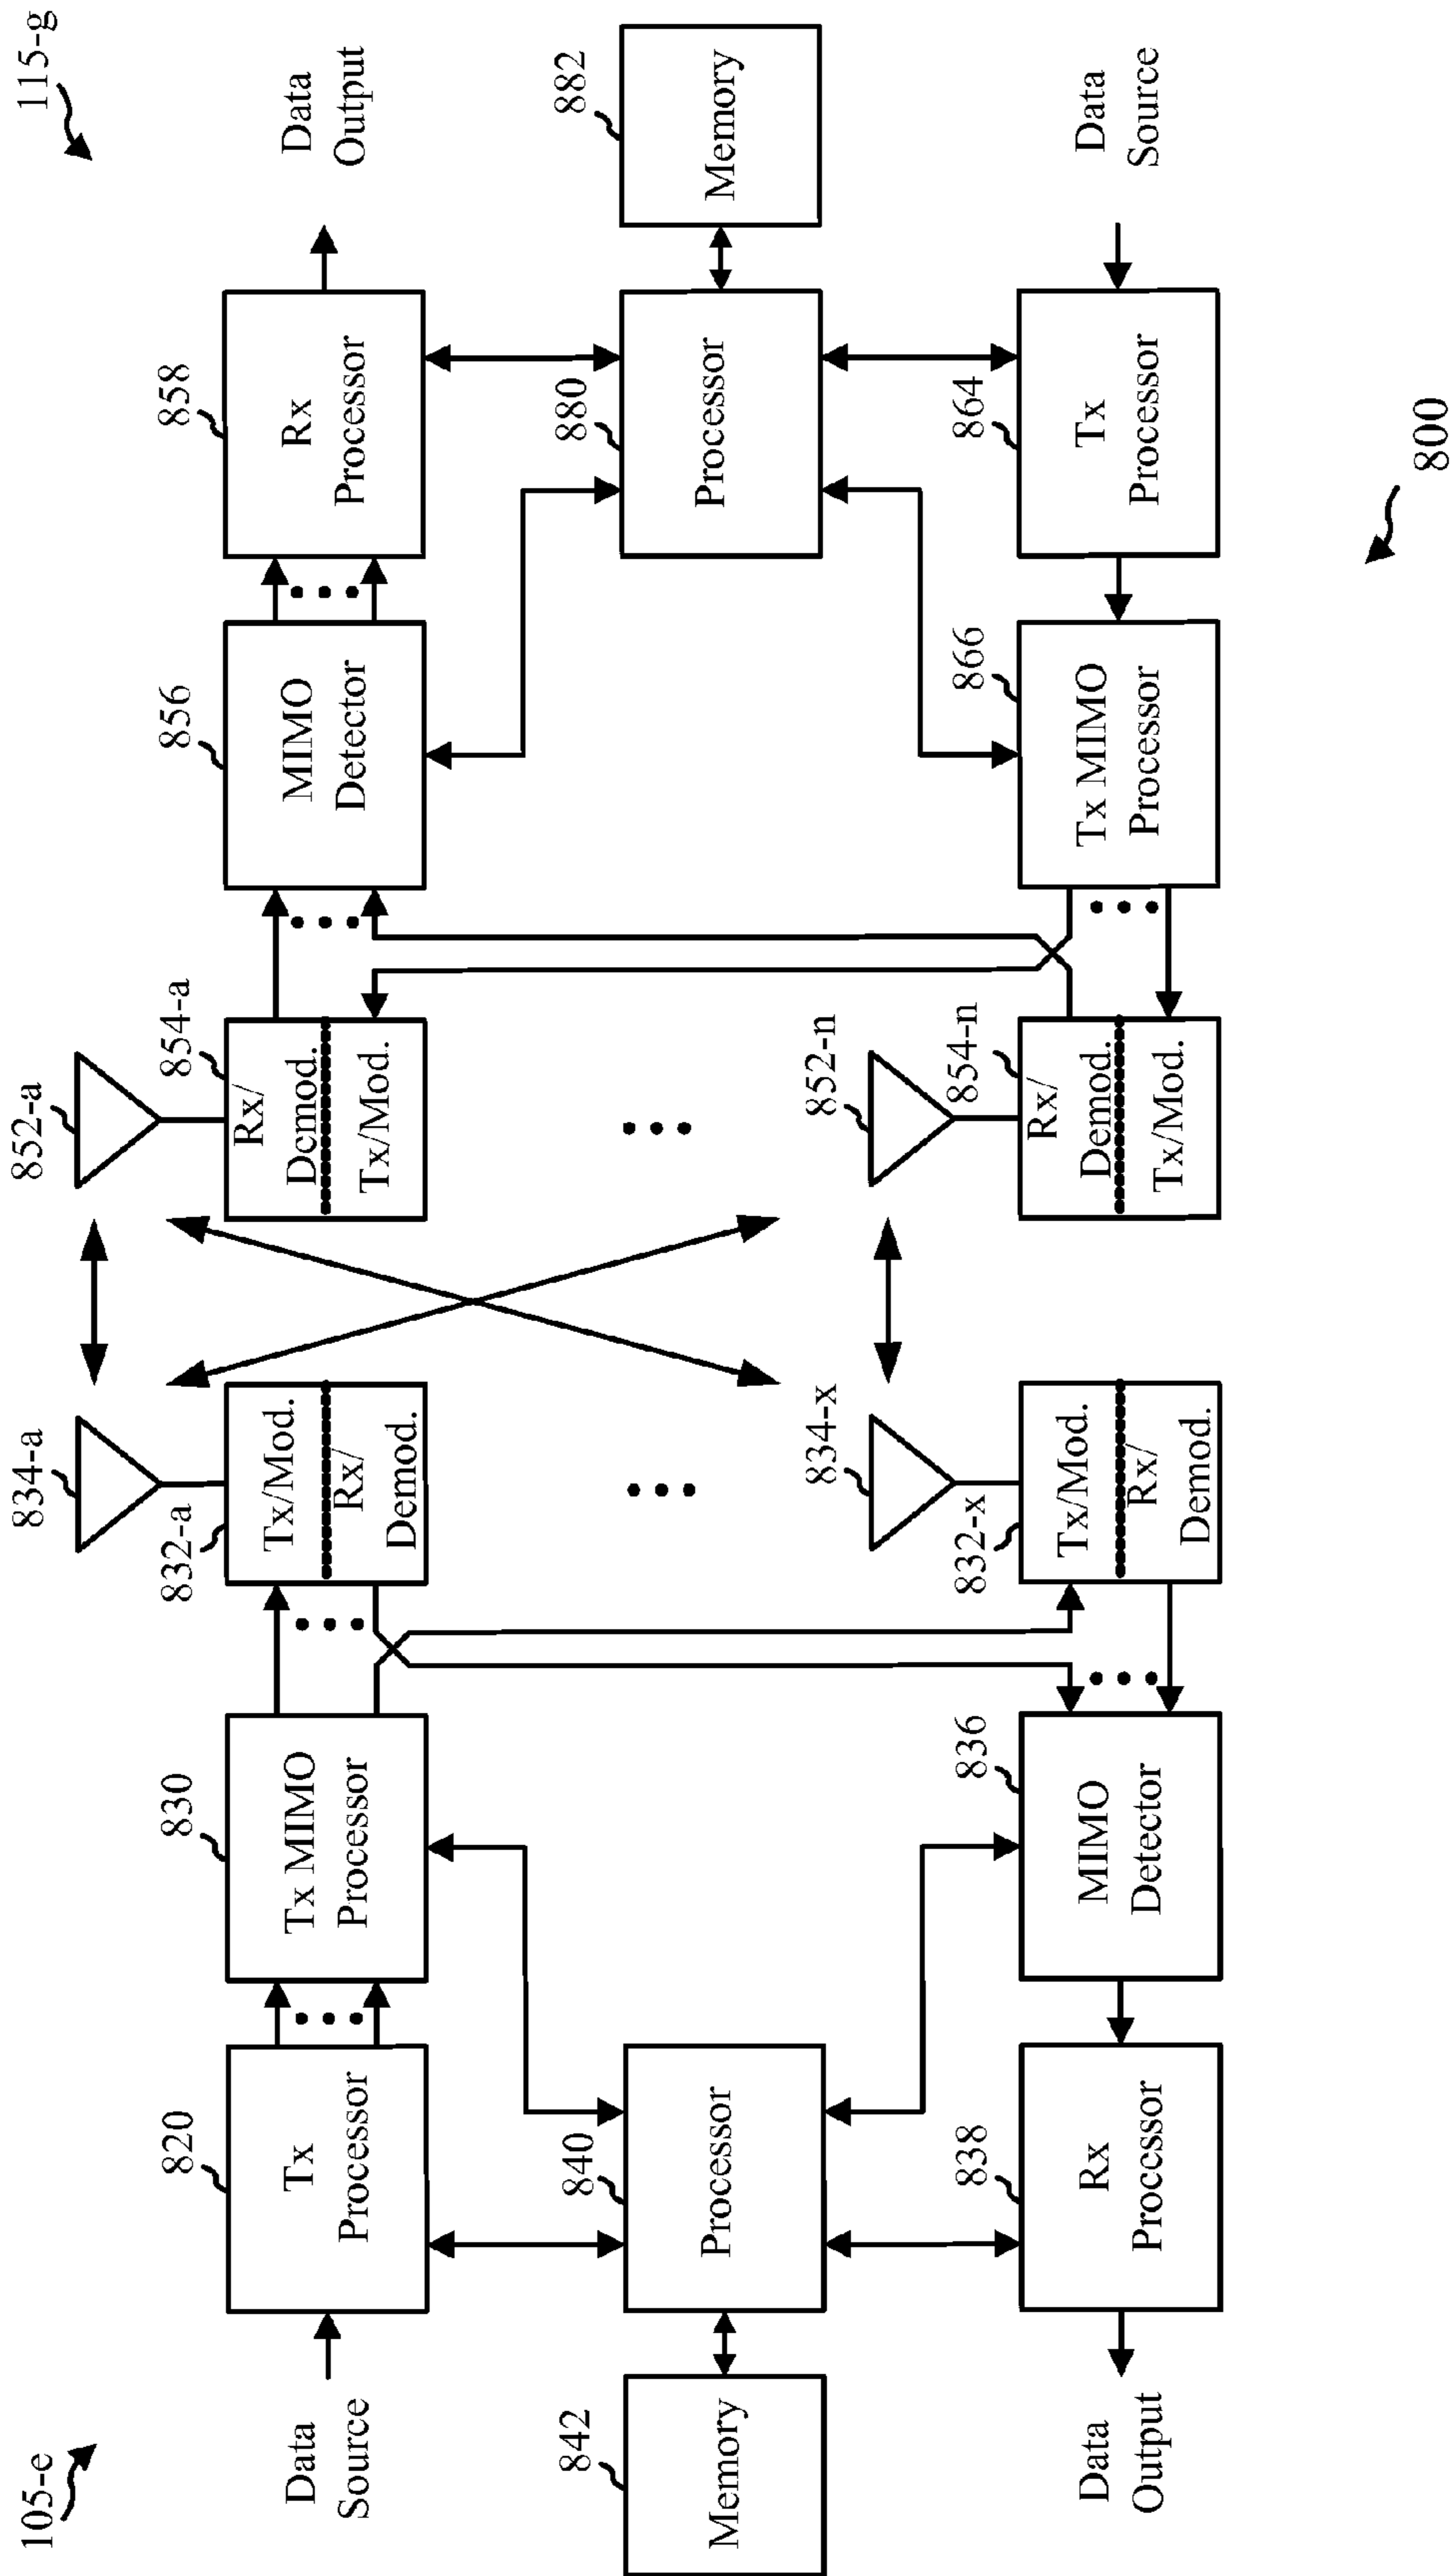 105-e
115-g
Data
Source
820
Tx
Processor
830
Tx MIMO
Processor
834-a
832-a
Tx/Mod.
Rx/
Demod.
852-a
854-a
Rx/
Demod.
Tx/Mod.
856
MIMO
Detector
858
Rx
Processor
Data
Output
842
Memory
840
Processor
880
Processor
882
Memory
Data
Output
838
Rx
Processor
836
MIMO
Detector
834-x
832-x
Tx/Mod.
Rx/
Demod.
852-n
854-n
Rx/
Demod.
Tx/Mod.
866
Tx MIMO
Processor
864
Tx
Processor
Data
Source
800